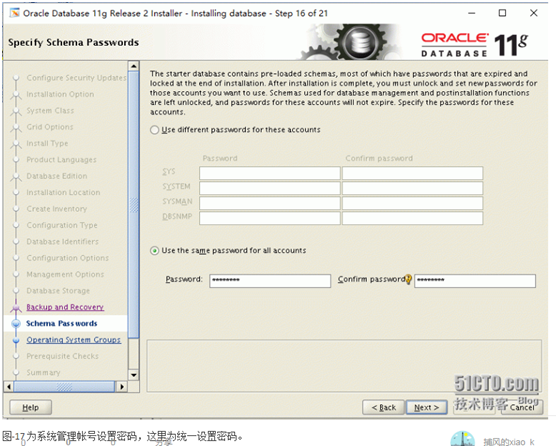 Oracle Database 11g Release 2 Installer - Installing database - Step 16 of 21
Specify Schema Passwords
ORACLE
DATABASE 11g
Configure Security Updates
Installation Option
System Class
Grid Options
Install Type
Product Languages
Database Edition
Installation Location
Create Inventory
Configuration Type
Database Identifiers
Configuration Options
Management Options
Database Storage
Backup and Recovery
Schema Passwords
Operating System Groups
Prerequisite Checks
Summary
The starter database contains pre-loaded schemas, most of which have passwords that are expired and
locked at the end of installation. After installation is complete, you must unlock and set new passwords for
those accounts you want to use. Schemas used for database management and postinstallation functions
are left unlocked, and passwords for these accounts will not expire. Specify the passwords for these
accounts.
Use different passwords for these accounts
Password Confirm password
SYS
SYSTEM
SYSMAN
DBSNMP
Use the same password for all accounts
Password: ******** Confirm password: ********
Help
< Back Next > Cancel
51CTO.com
技术博客 Blog
图-17为系统管理帐号设置密码，这里为统一设置密码。
0 0 分享
捕风的xiao_k